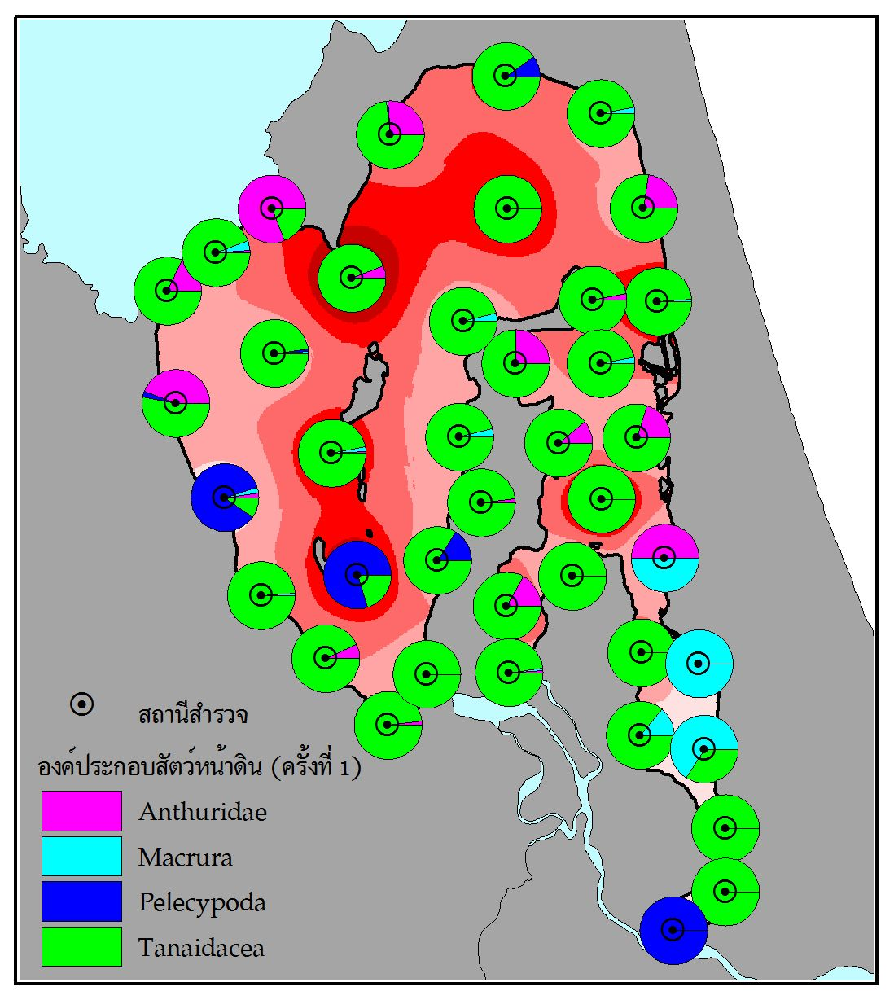 สถานีสำรวจ
องค์ประกอบสัตว์หน้าดิน (ครั้งที่ 1)
Anthuridae
Macrura
Pelecypoda
Tanaidacea